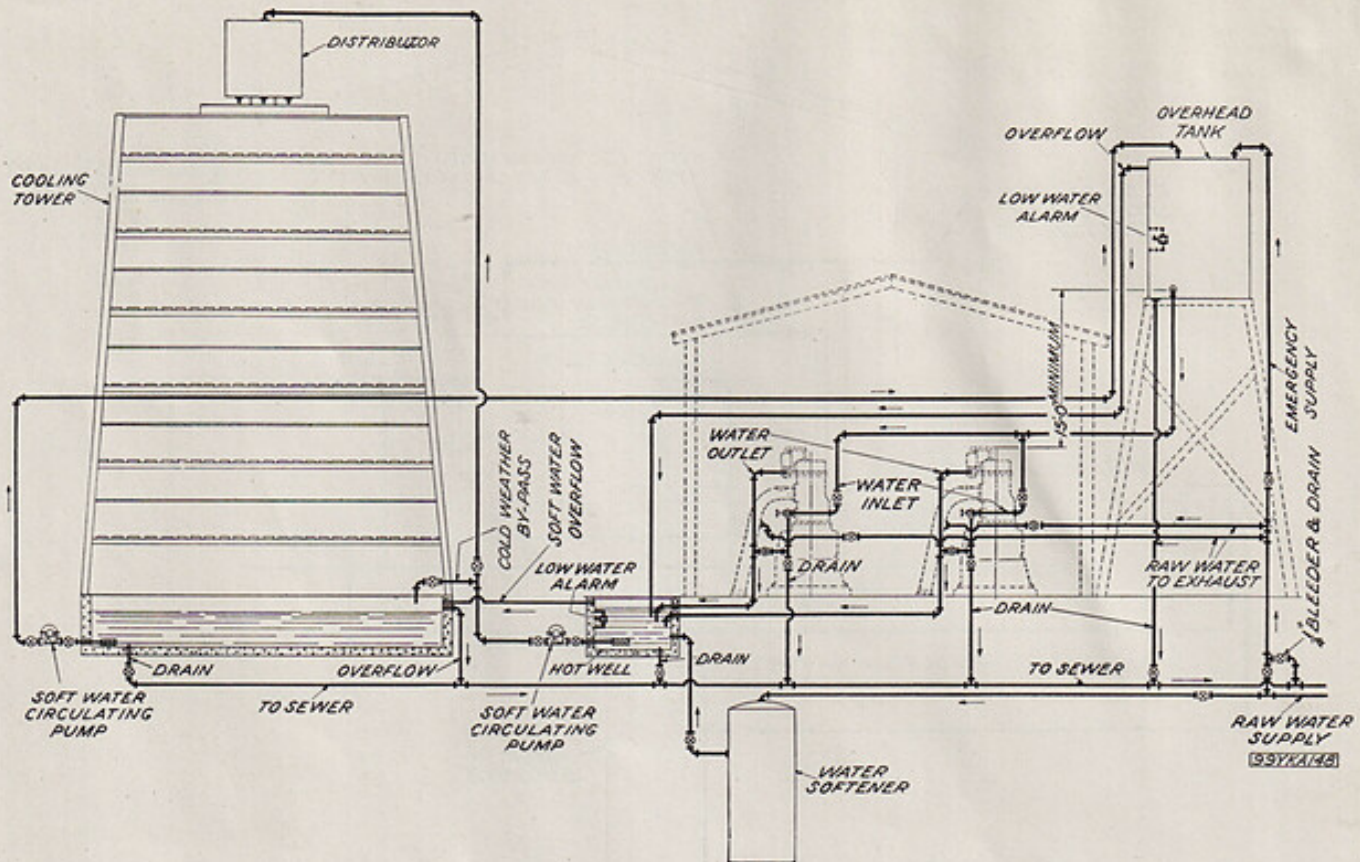 DISTRIBUTOR
OVERHEAD
TANK
OVERFLOW
COOLING
TOWER
LOW WATER
ALARM
15'-0" MINIMUM
EMERGENCY
SUPPLY
WATER
OUTLET
WATER
INLET
COLD WEATHER
BY-PASS
SOFT WATER
OVERFLOW
LOW WATER
ALARM
DRAIN
RAW WATER
TO EXHAUST
BLEEDER & DRAIN
DRAIN
DRAIN
OVERFLOW
HOT WELL
DRAIN
SOFT WATER
CIRCULATING
PUMP
TO SEWER
SOFT WATER
CIRCULATING
PUMP
TO SEWER
RAW WATER
SUPPLY
99YKA148
WATER
SOFTENER